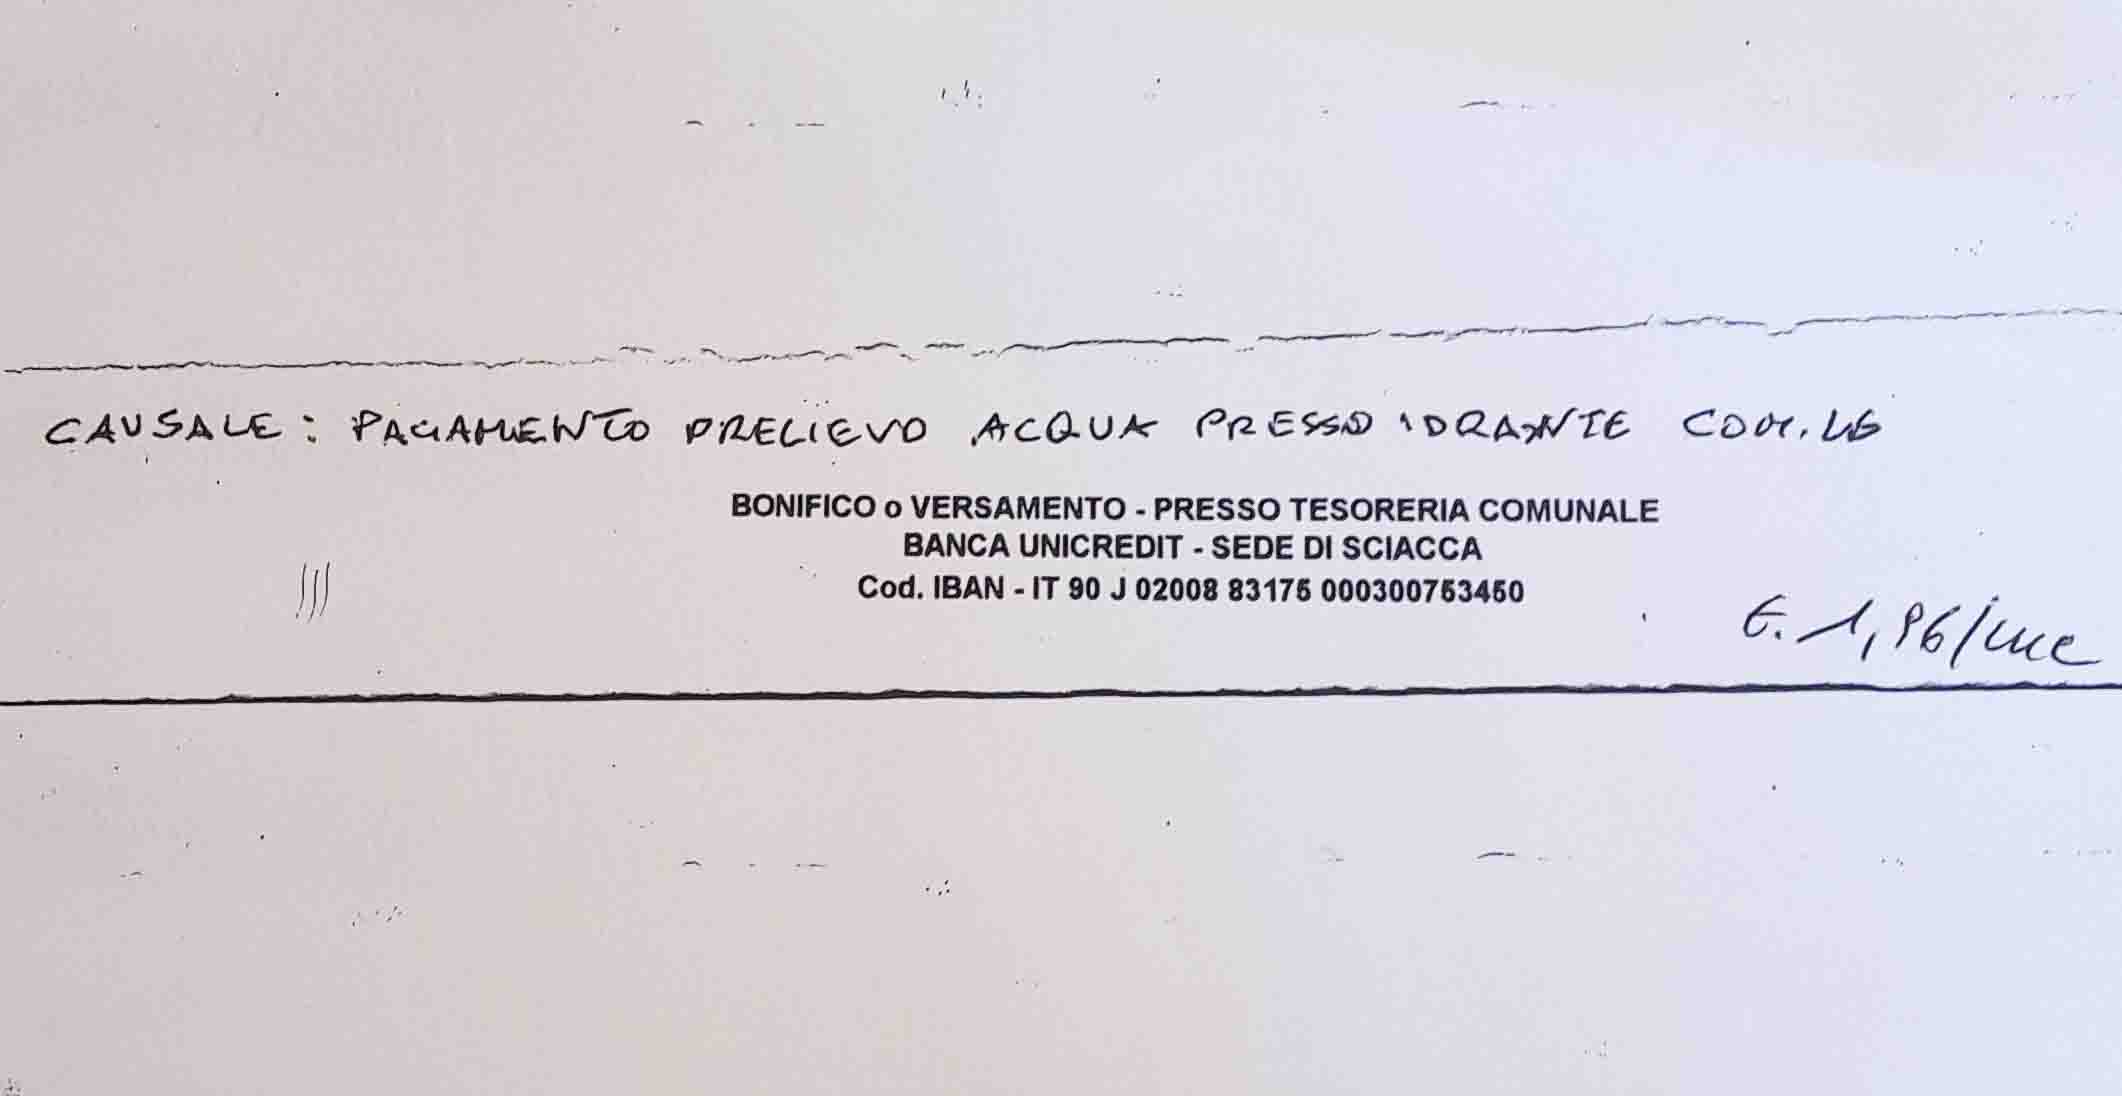 CAUSALE: PAGAMENTO PRELIEVO ACQUA PRESSO IDRANTE COM.LE
BONIFICO o VERSAMENTO - PRESSO TESORERIA COMUNALE
BANCA UNICREDIT - SEDE DI SCIACCA
Cod. IBAN - IT 90 J 02008 83175 000300753450
€. 1,96/mc